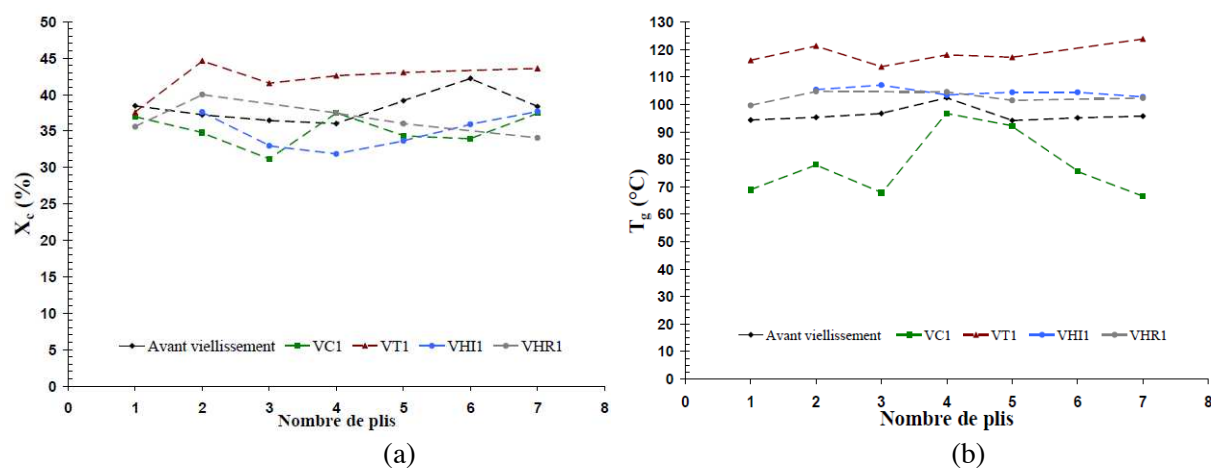 50
45
40
35
30
25
20
15
10
5
0
X_c (%)
Avant viellissement VC1 VT1 VHI1 VHR1
0 1 2 3 4 5 6 7 8
Nombre de plis
(a)
130
120
110
100
90
80
70
60
50
40
30
20
10
0
T_g (°C)
Avant viellissement VC1 VT1 VHI1 VHR1
0 1 2 3 4 5 6 7 8
Nombre de plis
(b)